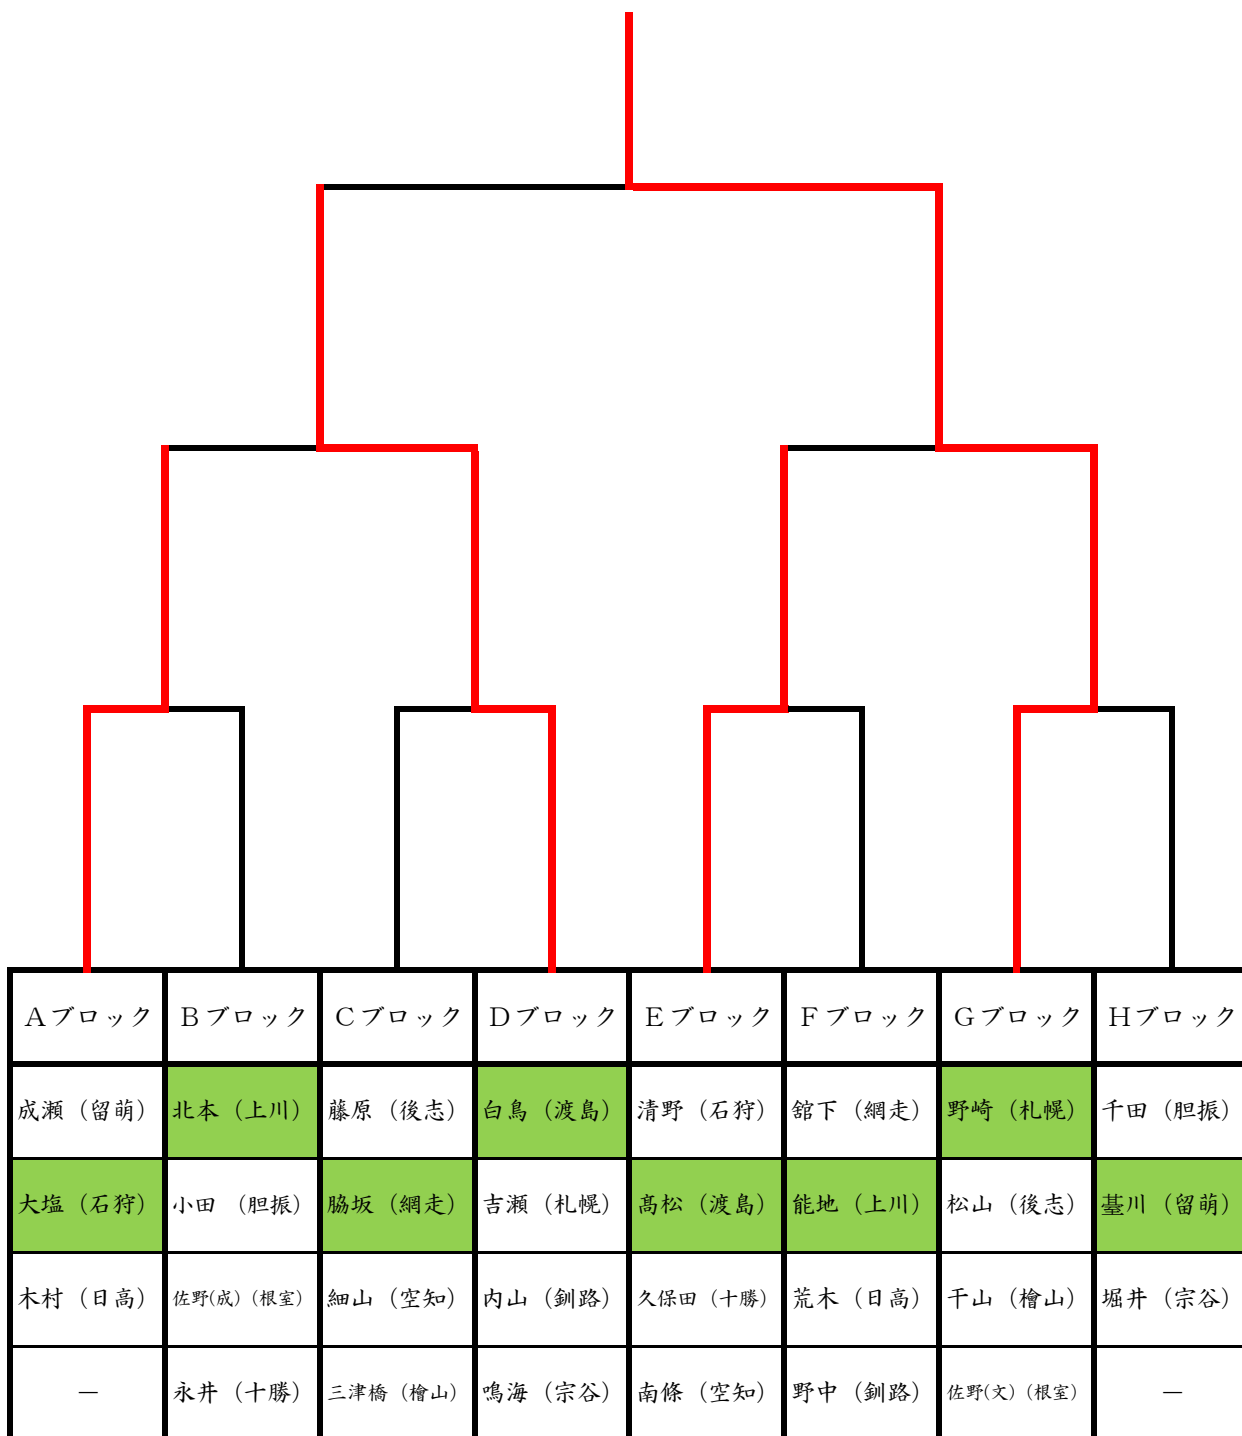 Aブロック Bブロック Cブロック Dブロック Eブロック Fブロック Gブロック Hブロック
成瀬（留萌） 北本（上川） 藤原（後志） 白鳥（渡島） 清野（石狩） 舘下（網走） 野崎（札幌） 千田（胆振）
大塩（石狩） 小田（胆振） 脇坂（網走） 吉瀬（札幌） 髙松（渡島） 能地（上川） 松山（後志） 䑓川（留萌）
木村（日高） 佐野(成)（根室） 細山（空知） 内山（釧路） 久保田（十勝） 荒木（日高） 干山（檜山） 堀井（宗谷）
― 永井（十勝） 三津橋（檜山） 鳴海（宗谷） 南條（空知） 野中（釧路） 佐野(文)（根室） ―